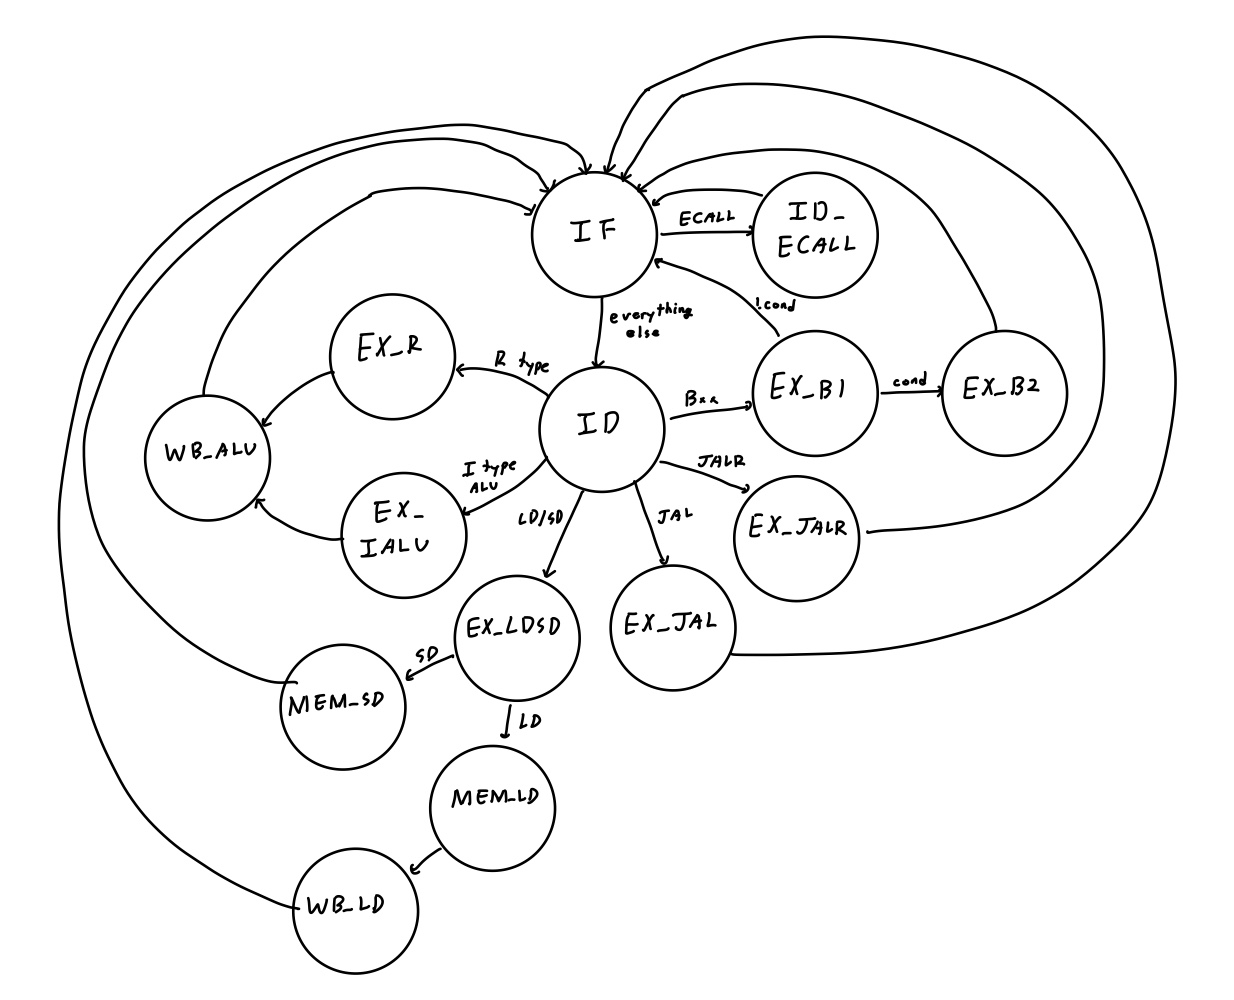 IF
ECALL
ID_
ECALL
everything
else
!cond
EX_R
R type
ID
Bxx
EX_B1
cond
EX_B2
WB_ALU
I type
ALU
JALR
EX_
IALU
LD/SD
JAL
EX_JALR
EX_LDSD
EX_JAL
SD
MEM_SD
LD
MEM_LD
WB_LD